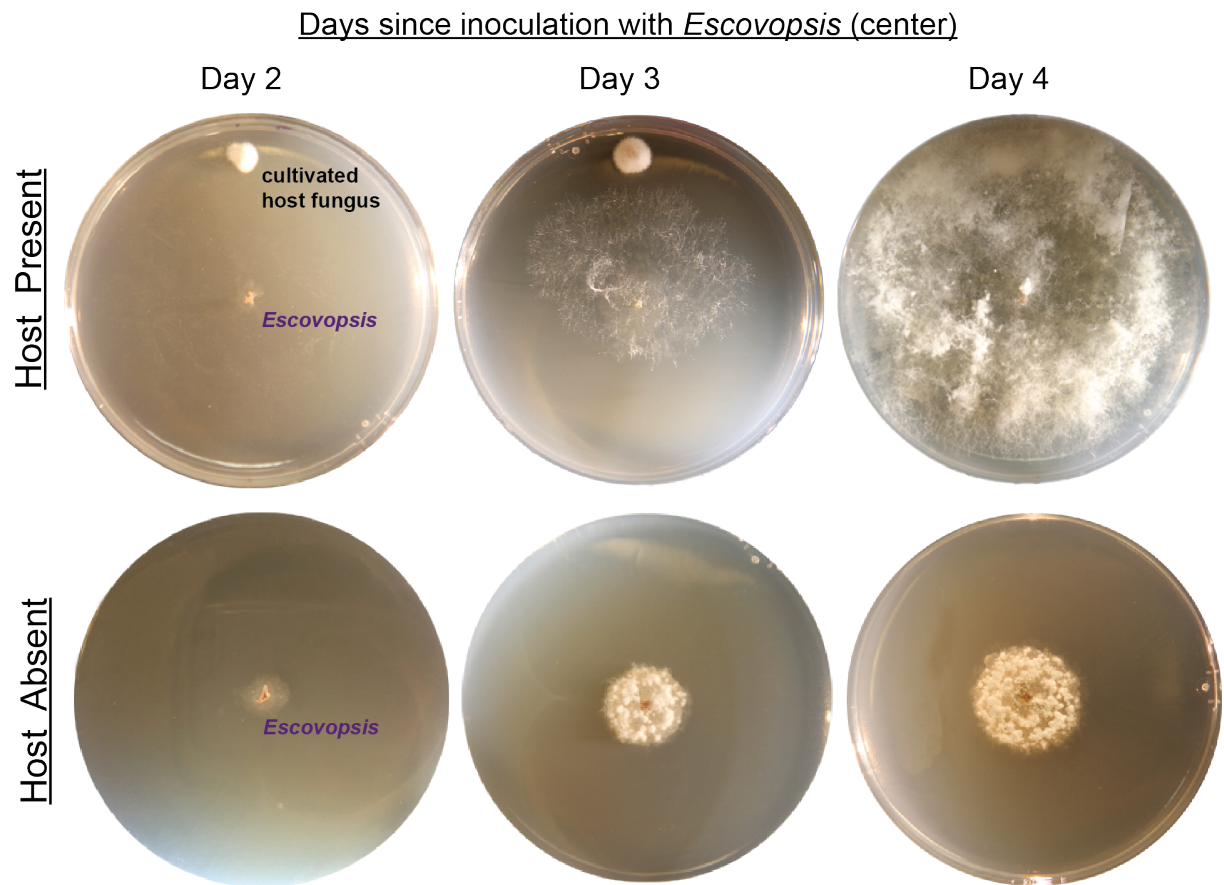 Days since inoculation with Escovopsis (center)
Day 2
Day 3
Day 4
Host Present
cultivated
host fungus
Escovopsis
Host Absent
Escovopsis